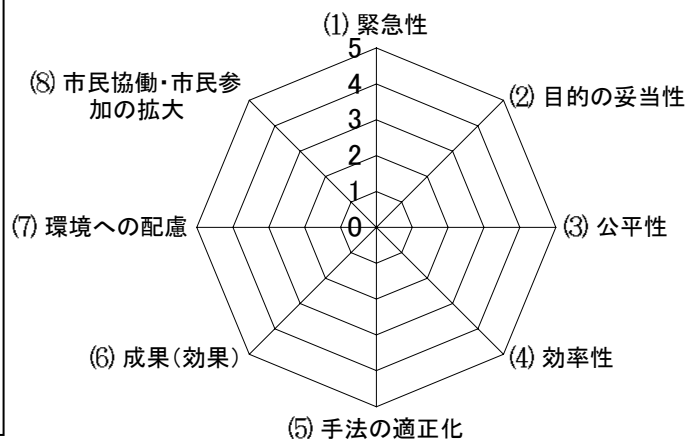 (1) 緊急性
5
4
3
2
1
0
(2) 目的の妥当性
(3) 公平性
(4) 効率性
(5) 手法の適正化
(6) 成果(効果)
(7) 環境への配慮
(8) 市民協働・市民参
加の拡大